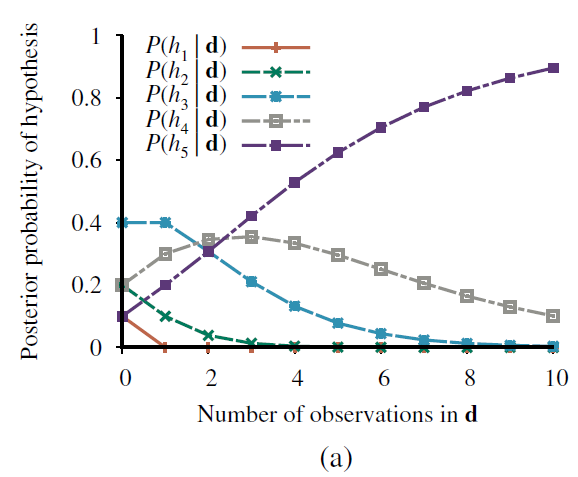 Posterior probability of hypothesis
1
0.8
0.6
0.4
0.2
0
P(h1 | d)
P(h2 | d)
P(h3 | d)
P(h4 | d)
P(h5 | d)
0 2 4 6 8 10
Number of observations in d
(a)